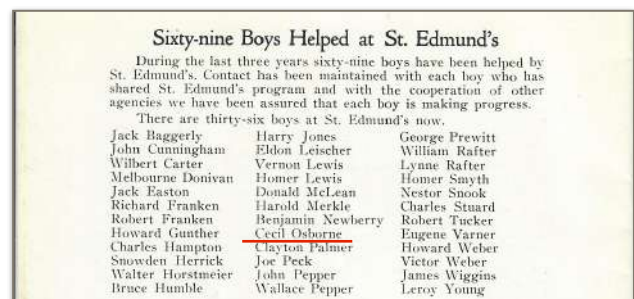 Sixty-nine Boys Helped at St. Edmund's
During the last three years sixty-nine boys have been helped by
St. Edmund's. Contact has been maintained with each boy who has
shared St. Edmund's program and with the cooperation of other
agencies we have been assured that each boy is making progress.
There are thirty-six boys at St. Edmund's now.
Jack Baggerly Harry Jones George Prewitt
John Cunningham Eldon Leischer William Rafter
Wilbert Carter Vernon Lewis Lynne Rafter
Melbourne Donivan Homer Lewis Homer Smyth
Jack Easton Donald McLean Nestor Snook
Richard Franken Harold Merkle Charles Stuard
Robert Franken Benjamin Newberry Robert Tucker
Howard Gunther Cecil Osborne Eugene Varner
Charles Hampton Clayton Palmer Howard Weber
Snowden Herrick Joe Peck Victor Weber
Walter Horstmeier John Pepper James Wiggins
Bruce Humble Wallace Pepper Leroy Young